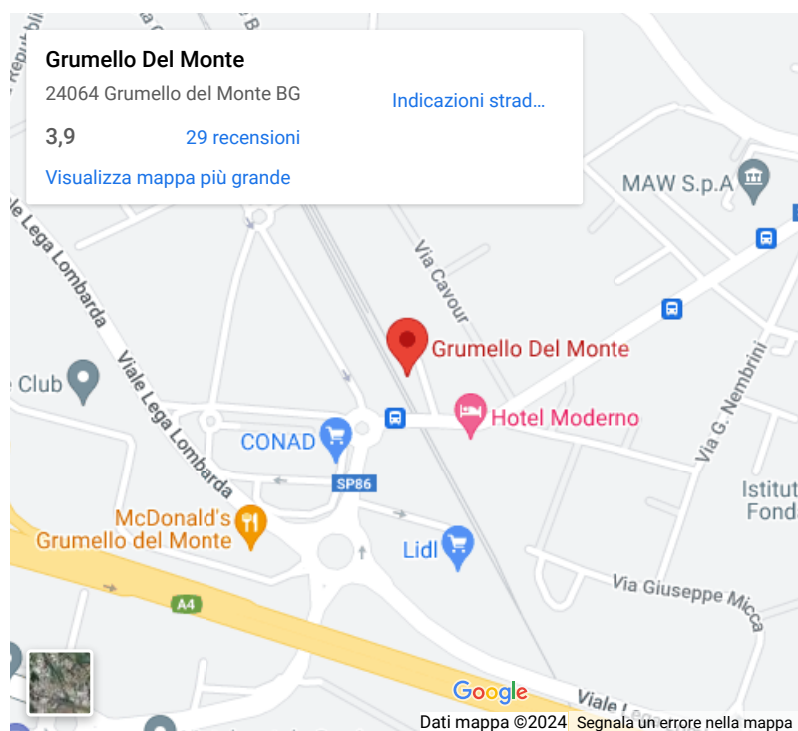 Grumello Del Monte
24064 Grumello del Monte BG
Indicazioni strad...
3,9
29 recensioni
Visualizza mappa più grande
MAW S.p.A
Lega Lombarda
Via Cavour
Grumello Del Monte
Club
Viale Lega Lombarda
Hotel Moderno
Via G. Nembrini
CONAD
SP86
McDonald's
Grumello del Monte
Lidl
Via Giuseppe Micca
A4
Google
Viale
Dati mappa ©2024
Segnala un errore nella mappa